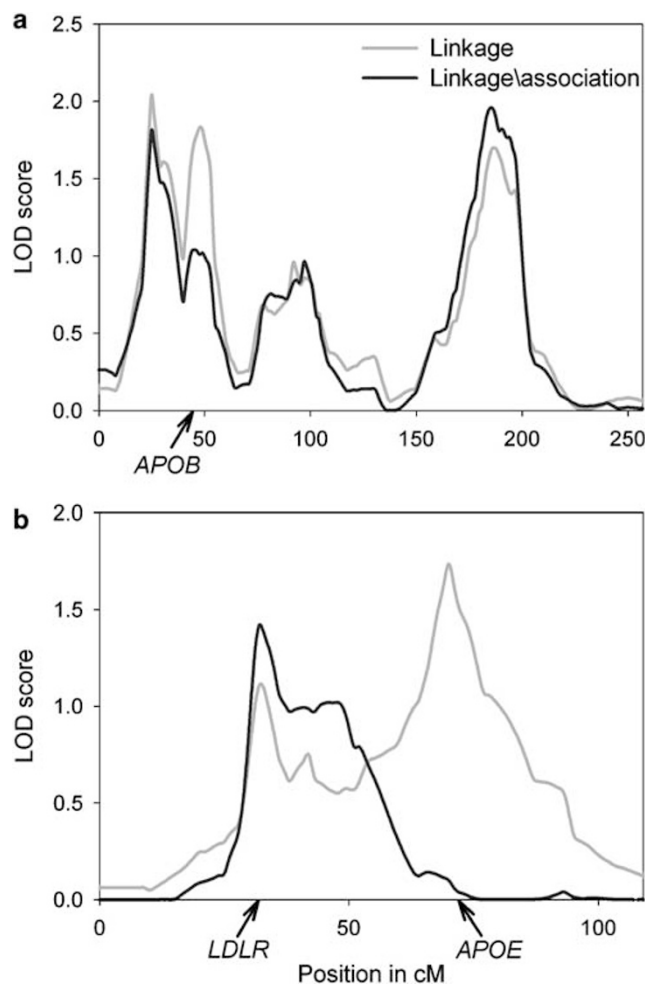 a
2.5
2.0
1.5
1.0
0.5
0.0
LOD score
Linkage
Linkage\association
0 50 100 150 200 250
APOB
b
2.0
1.5
1.0
0.5
0.0
LOD score
0 50 100
LDLR APOE
Position in cM